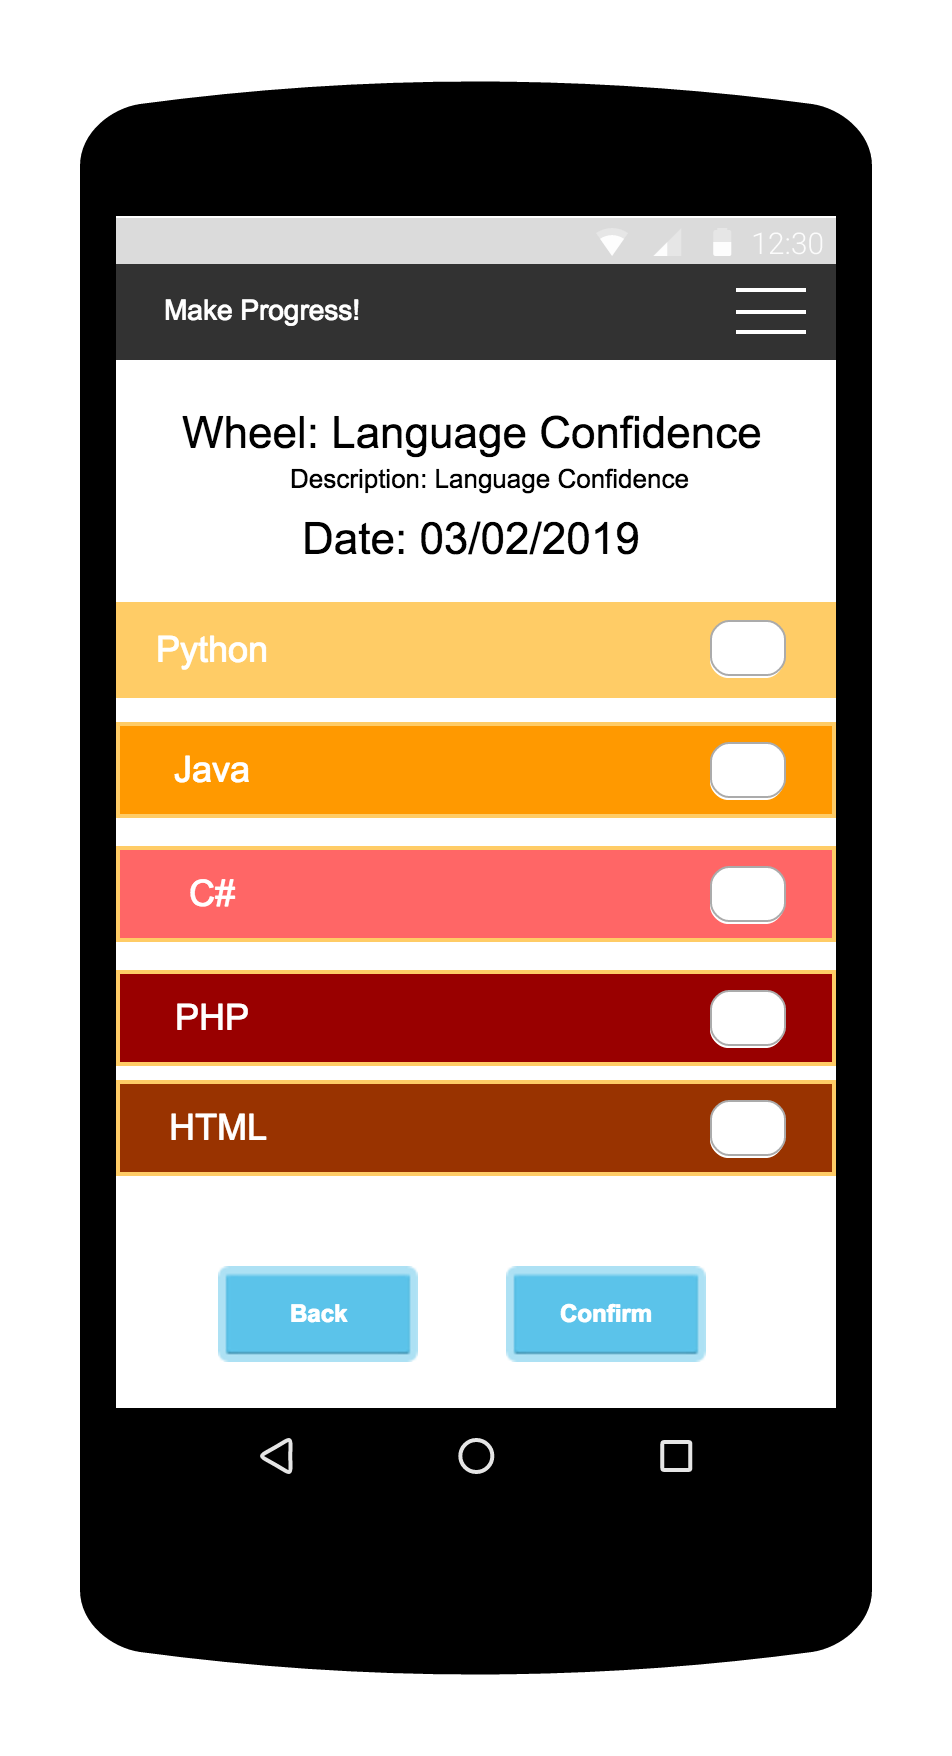 12:30
Make Progress!
Wheel: Language Confidence
Description: Language Confidence
Date: 03/02/2019
Python
Java
C#
PHP
HTML
Back
Confirm